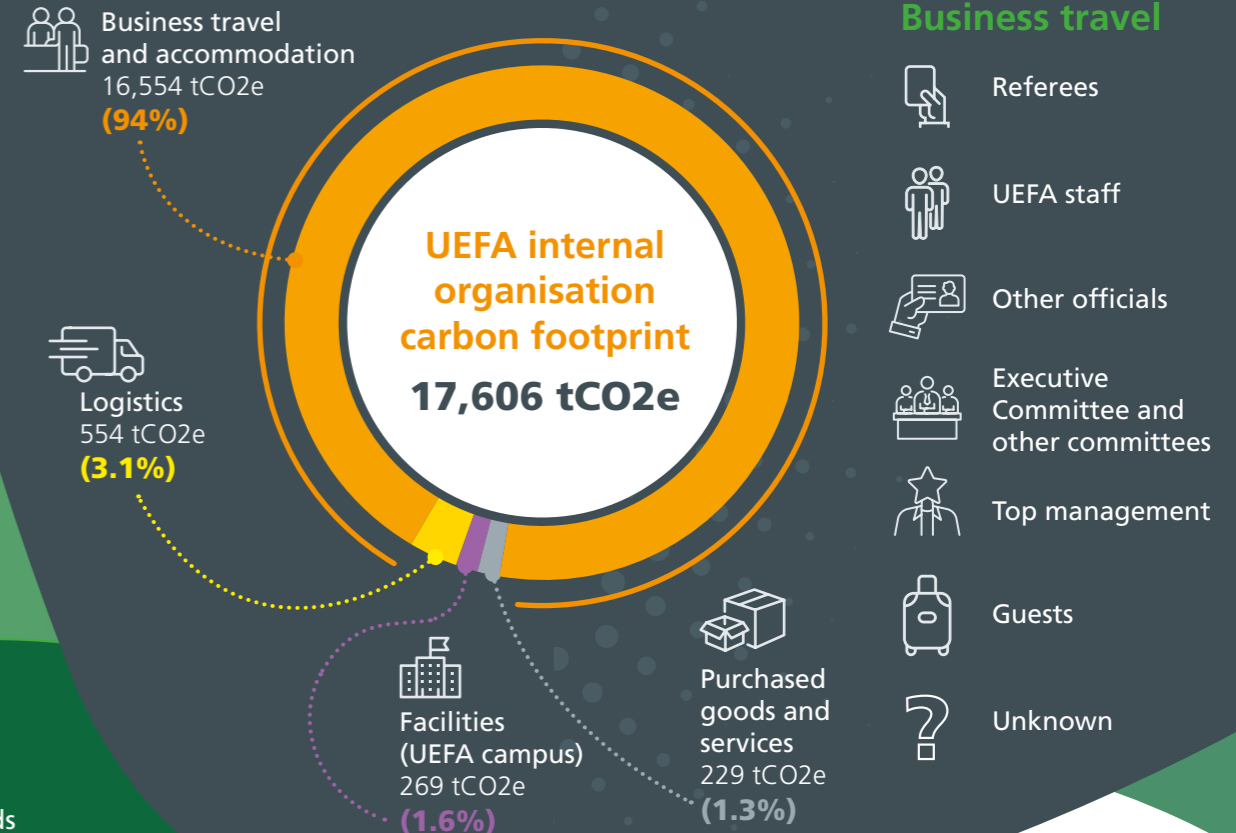 Business travel
and accommodation
16,554 tCO2e
(94%)
UEFA internal
organisation
carbon footprint
17,606 tCO2e
Logistics
554 tCO2e
(3.1%)
Facilities
(UEFA campus)
269 tCO2e
(1.6%)
Purchased
goods and
services
229 tCO2e
(1.3%)
Business travel
Referees
UEFA staff
Other officials
Executive
Committee and
other committees
Top management
Guests
Unknown